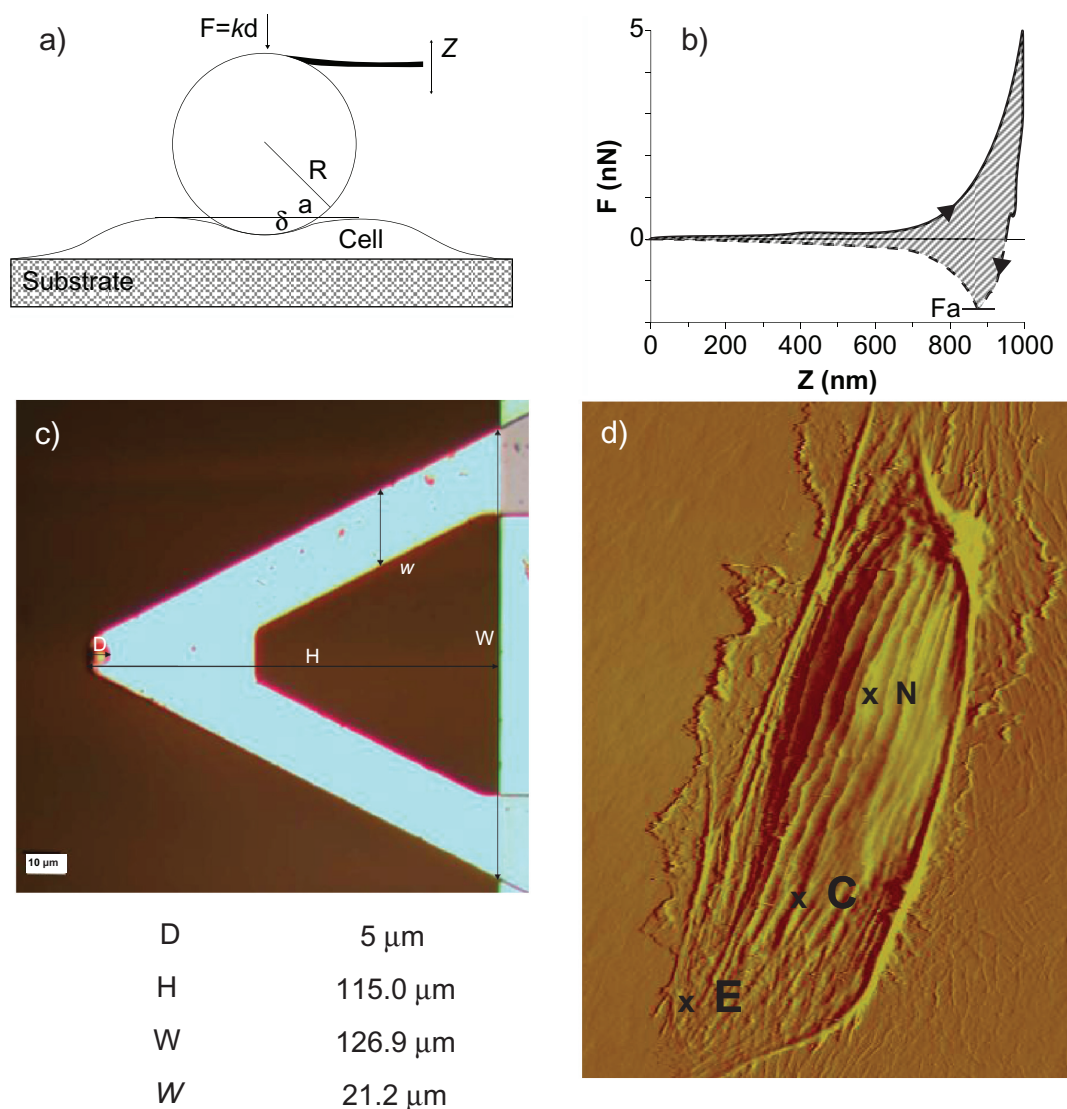 a)
F=kd
Z
R
a
δ
Cell
Substrate
b)
5
F (nN)
0
Fa
0 200 400 600 800 1000
Z (nm)
c)
D
H
w
W
10 µm
D 5 µm
H 115.0 µm
W 126.9 µm
W 21.2 µm
d)
x N
x C
x E